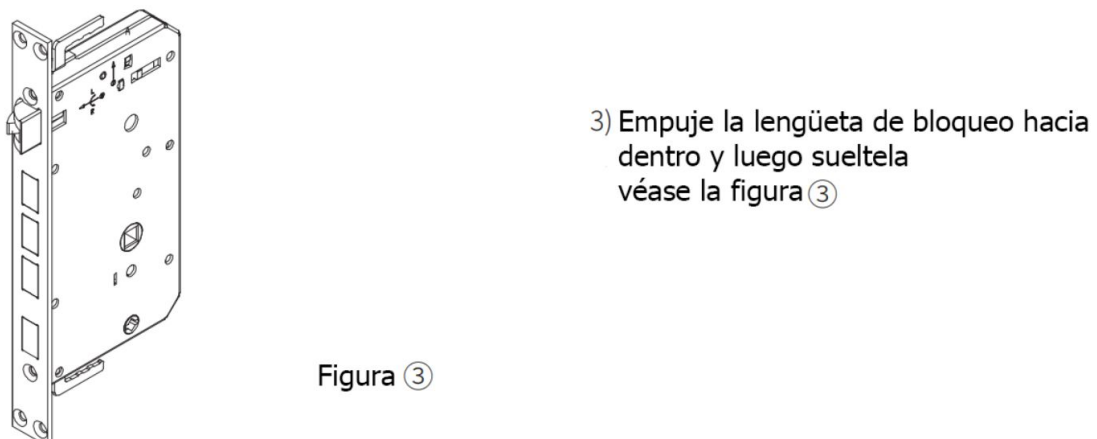 3) Empuje la lengüeta de bloqueo hacia
dentro y luego sueltela
véase la figura ③
Figura ③